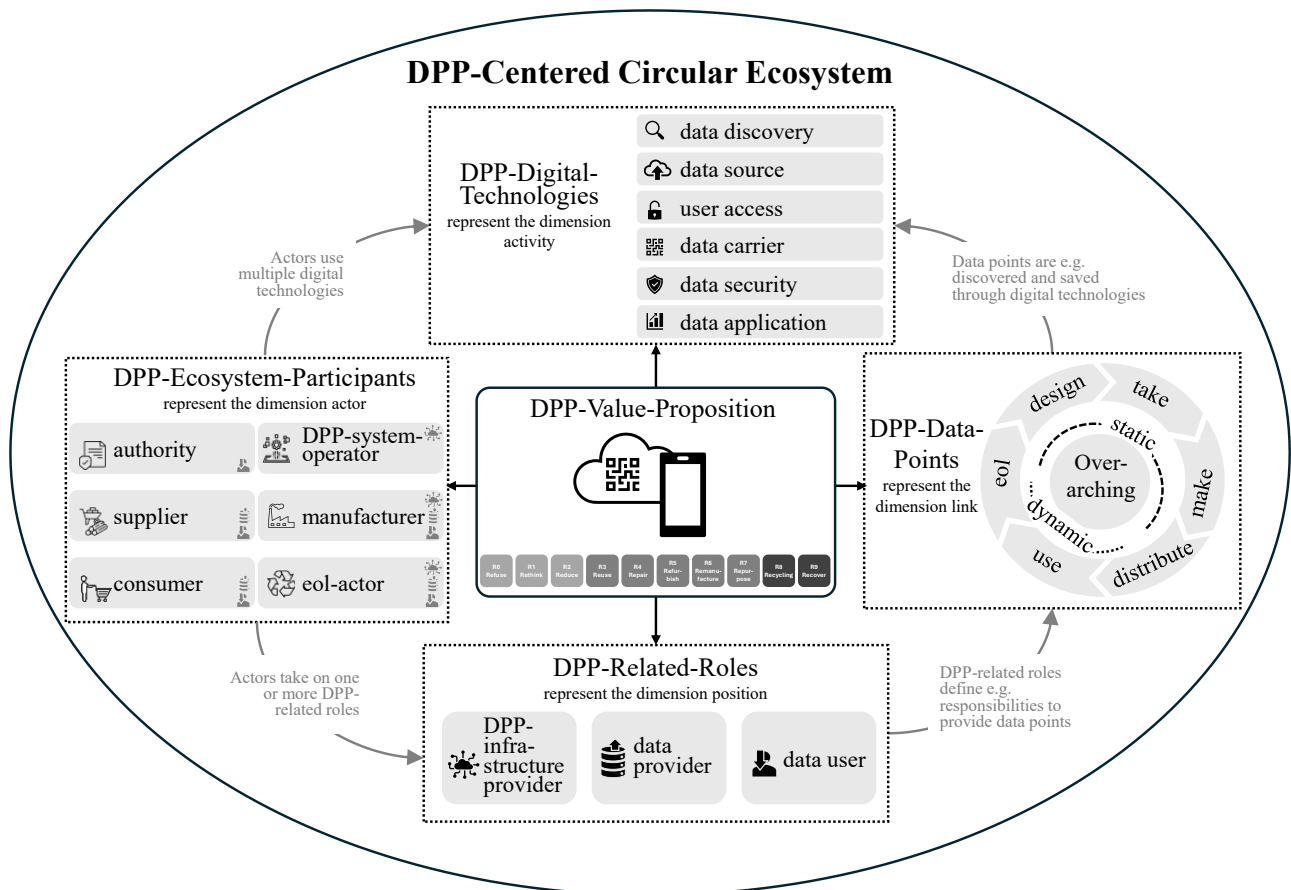 DPP-Centered Circular Ecosystem
DPP-Digital-
Technologies
represent the dimension
activity
data discovery
data source
user access
data carrier
data security
data application
Actors use
multiple digital
technologies
Data points are e.g.
discovered and saved
through digital technologies
DPP-Ecosystem-Participants
represent the dimension actor
authority
DPP-system-
operator
supplier
manufacturer
consumer
eol-actor
DPP-Value-Proposition
R0
Refuse
R1
Rethink
R2
Reduce
R3
Reuse
R4
Repair
R5
Refur-
bish
R6
Remanu-
facture
R7
Repur-
pose
R8
Recycling
R9
Recover
DPP-Data-
Points
represent the
dimension link
design
take
make
distribute
use
eol
static
dynamic
Over-
arching
Actors take on one
or more DPP-
related roles
DPP-Related-Roles
represent the dimension position
DPP-
infra-
structure
provider
data
provider
data user
DPP-related roles
define e.g.
responsibilities to
provide data points